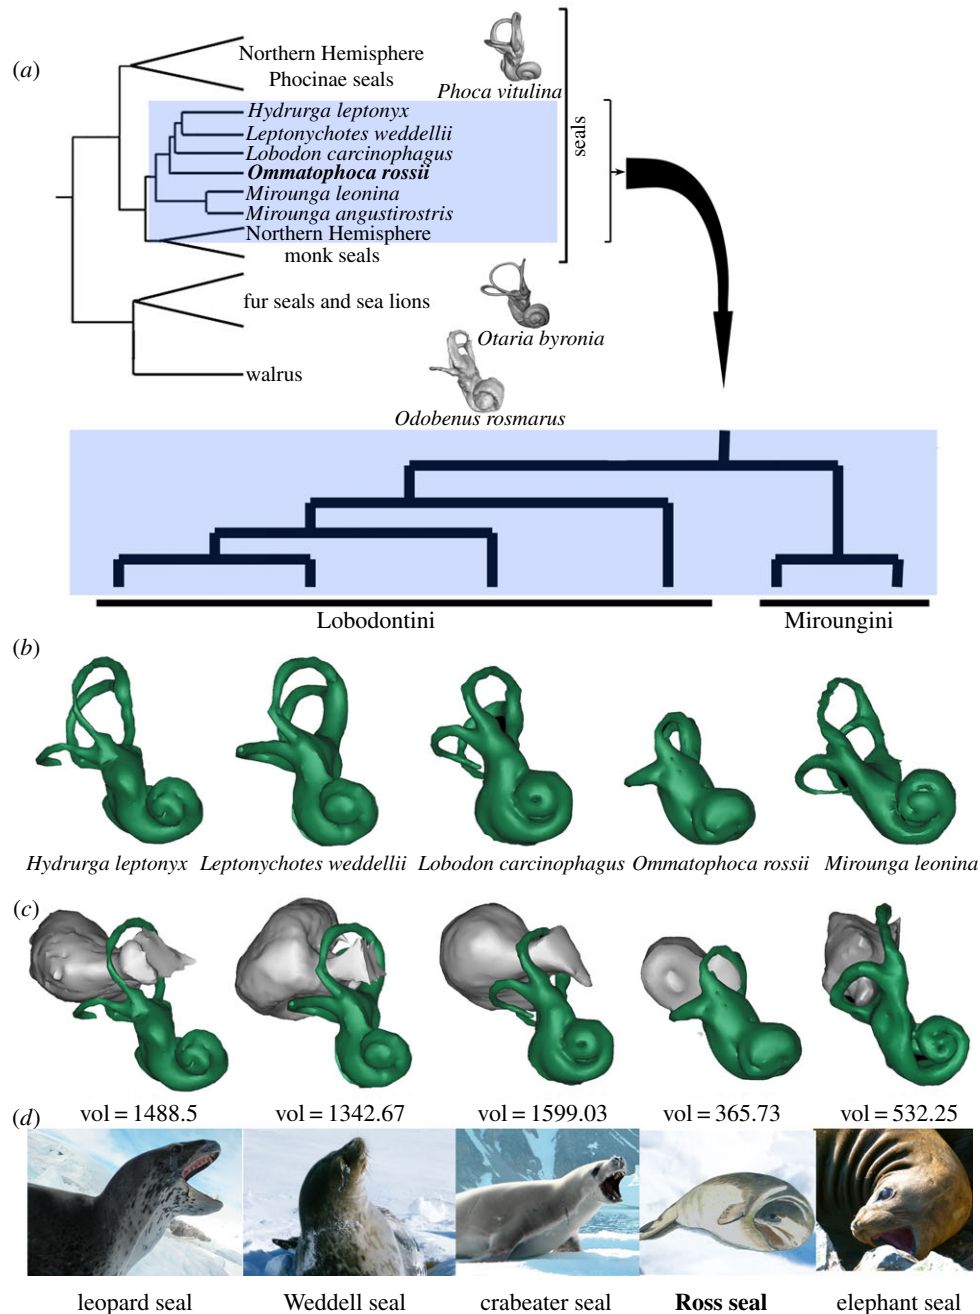 (a)
Northern Hemisphere
Phocinae seals
Phoca vitulina
Hydrurga leptonyx
Leptonychotes weddellii
Lobodon carcinophagus
Ommatophoca rossii
Mirounga leonina
Mirounga angustirostris
Northern Hemisphere
monk seals
seals
fur seals and sea lions
Otaria byronia
walrus
Odobenus rosmarus
Lobodontini
Miroungini
(b)
Hydrurga leptonyx
Leptonychotes weddellii
Lobodon carcinophagus
Ommatophoca rossii
Mirounga leonina
(c)
vol = 1488.5
vol = 1342.67
vol = 1599.03
vol = 365.73
vol = 532.25
(d)
leopard seal
Weddell seal
crabeater seal
Ross seal
elephant seal